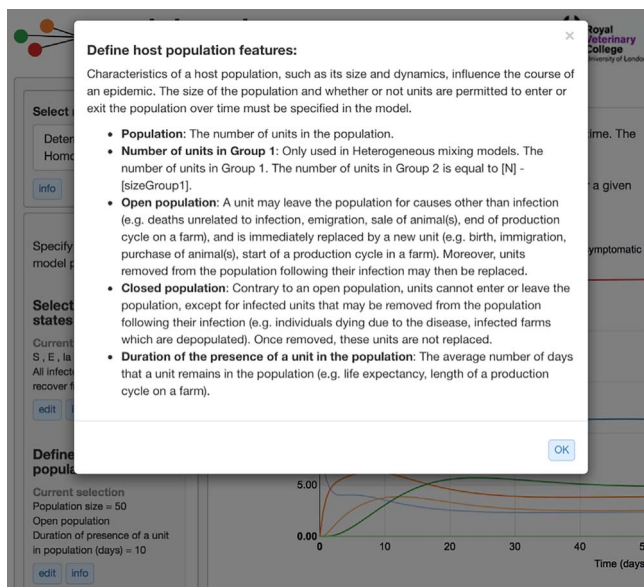 Royal
Veterinary
College
University of London
×
Define host population features:
Characteristics of a host population, such as its size and dynamics, influence the course of
an epidemic. The size of the population and whether or not units are permitted to enter or
exit the population over time must be specified in the model.
• Population: The number of units in the population.
• Number of units in Group 1: Only used in Heterogeneous mixing models. The
number of units in Group 1. The number of units in Group 2 is equal to [N] -
[sizeGroup1].
• Open population: A unit may leave the population for causes other than infection
(e.g. deaths unrelated to infection, emigration, sale of animal(s), end of production
cycle on a farm), and is immediately replaced by a new unit (e.g. birth, immigration,
purchase of animal(s), start of a production cycle in a farm). Moreover, units
removed from the population following their infection may then be replaced.
• Closed population: Contrary to an open population, units cannot enter or leave the
population, except for infected units that may be removed from the population
following their infection (e.g. individuals dying due to the disease, infected farms
which are depopulated). Once removed, these units are not replaced.
• Duration of the presence of a unit in the population: The average number of days
that a unit remains in the population (e.g. life expectancy, length of a production
cycle on a farm).
OK
Select
Deter
Homo
info
Specify
model p
Select
states
Current
S , E , Ia
All infect
recover f
edit
Define
popula
Current selection
Population size = 50
Open population
Duration of presence of a unit
in population (days) = 10
edit info
time. The
a given
ymptomatic
5.00
0.00
0 10 20 30 40 5
Time (days